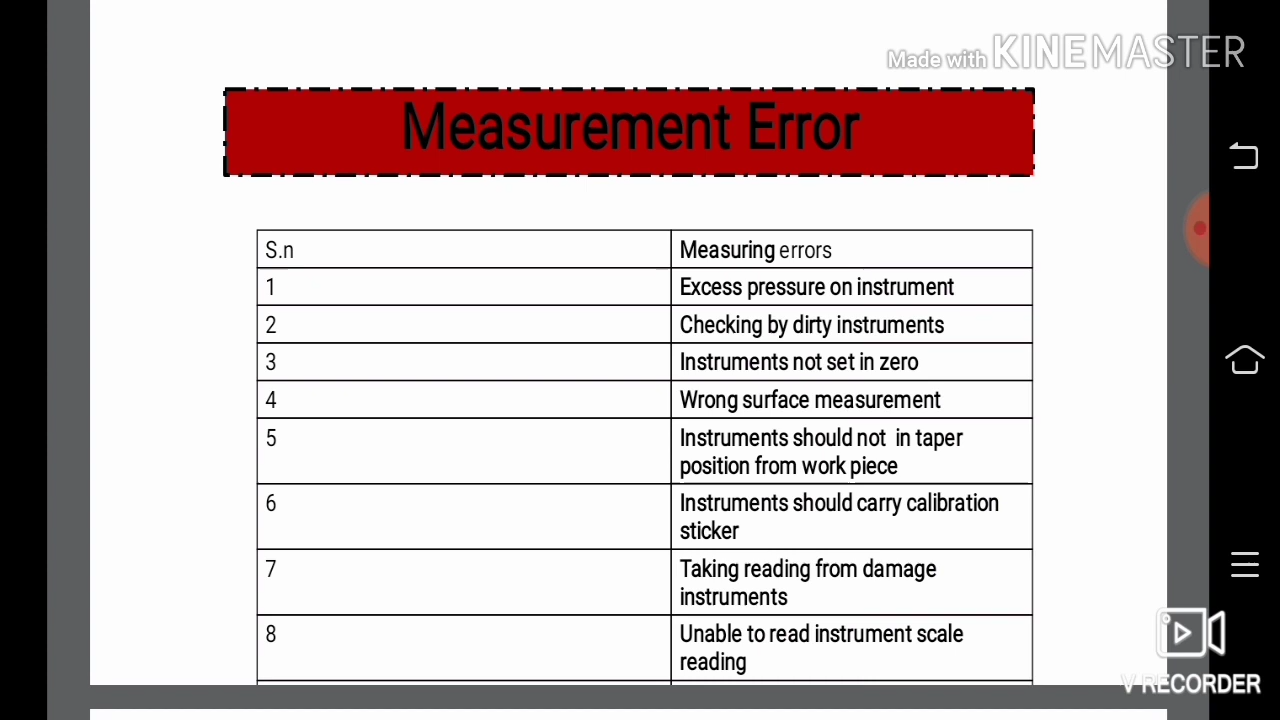 Made with KINEMASTER
Measurement Error
S.n Measuring errors
1 Excess pressure on instrument
2 Checking by dirty instruments
3 Instruments not set in zero
4 Wrong surface measurement
5 Instruments should not in taper
position from work piece
6 Instruments should carry calibration
sticker
7 Taking reading from damage
instruments
8 Unable to read instrument scale
reading
V RECORDER